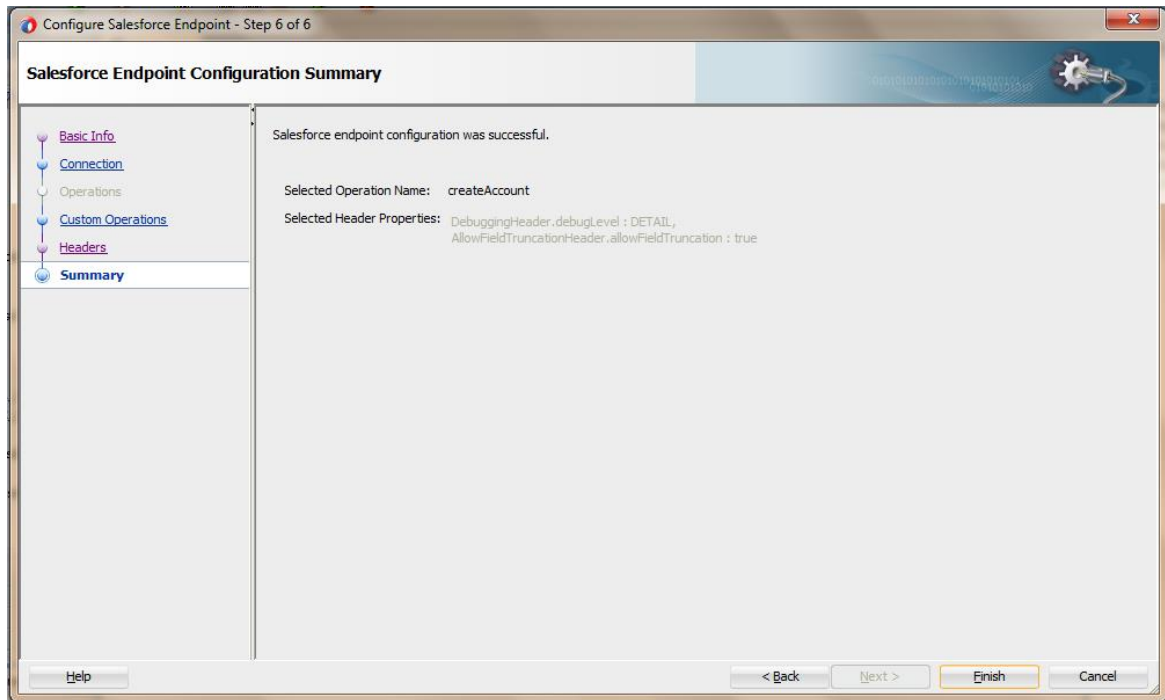 Configure Salesforce Endpoint - Step 6 of 6
Salesforce Endpoint Configuration Summary
Basic Info
Connection
Operations
Custom Operations
Headers
Summary
Salesforce endpoint configuration was successful.
Selected Operation Name: createAccount
Selected Header Properties: DebuggingHeader.debugLevel : DETAIL,
AllowFieldTruncationHeader.allowFieldTruncation : true
Help
< Back
Next >
Finish
Cancel